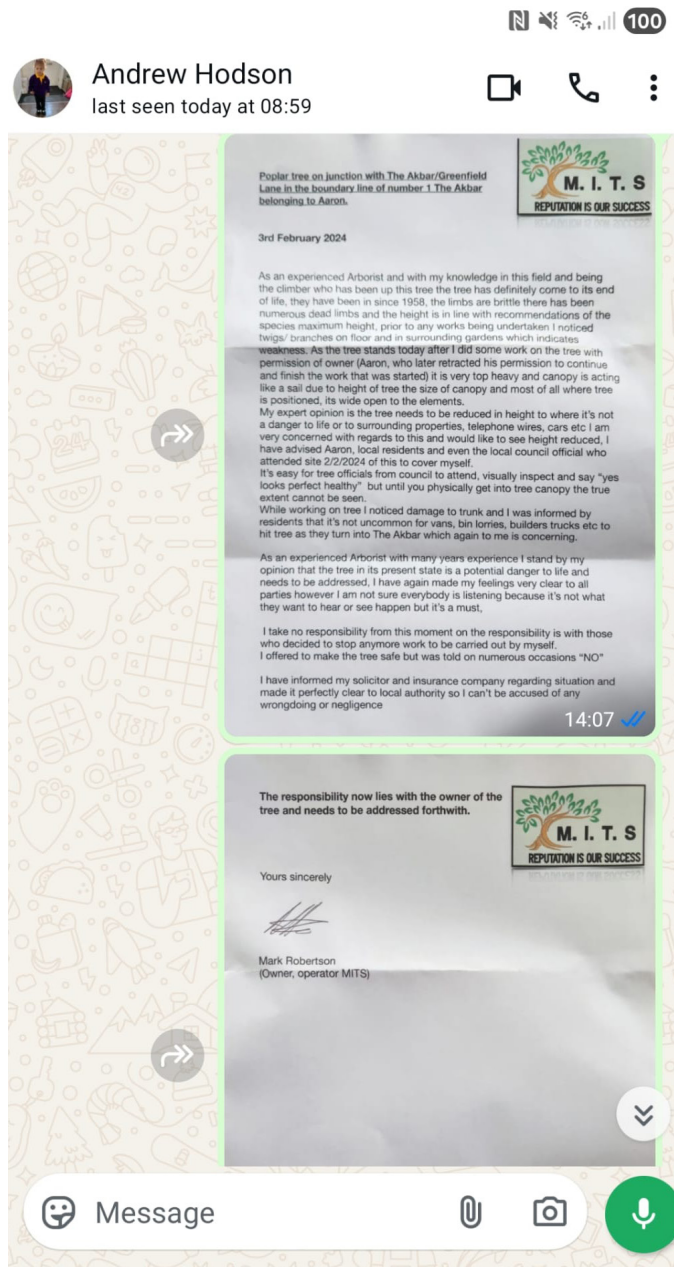 100
Andrew Hodson
last seen today at 08:59
Poplar tree on junction with The Akbar/Greenfield
Lane in the boundary line of number 1 The Akbar
belonging to Aaron.
M. I. T. S
REPUTATION IS OUR SUCCESS
3rd February 2024
As an experienced Arborist and with my knowledge in this field and being
the climber who has been up this tree the tree has definitely come to its end
of life, they have been in since 1958, the limbs are brittle there has been
numerous dead limbs and the height is in line with recommendations of the
species maximum height, prior to any works being undertaken I noticed
twigs/ branches on floor and in surrounding gardens which indicates
weakness. As the tree stands today after I did some work on the tree with
permission of owner (Aaron, who later retracted his permission to continue
and finish the work that was started) it is very top heavy and canopy is acting
like a sail due to height of tree the size of canopy and most of all where tree
is positioned, its wide open to the elements.
My expert opinion is the tree needs to be reduced in height to where it's not
a danger to life or to surrounding properties, telephone wires, cars etc I am
very concerned with regards to this and would like to see height reduced, I
have advised Aaron, local residents and even the local council official who
attended site 2/2/2024 of this to cover myself.
It's easy for tree officials from council to attend, visually inspect and say "yes
looks perfect healthy" but until you physically get into tree canopy the true
extent cannot be seen.
While working on tree I noticed damage to trunk and I was informed by
residents that it's not uncommon for vans, bin lorries, builders trucks etc to
hit tree as they turn into The Akbar which again to me is concerning.
As an experienced Arborist with many years experience I stand by my
opinion that the tree in its present state is a potential danger to life and
needs to be addressed, I have again made my feelings very clear to all
parties however I am not sure everybody is listening because it's not what
they want to hear or see happen but it's a must,
I take no responsibility from this moment on the responsibility is with those
who decided to stop anymore work to be carried out by myself.
I offered to make the tree safe but was told on numerous occasions "NO"
I have informed my solicitor and insurance company regarding situation and
made it perfectly clear to local authority so I can't be accused of any
wrongdoing or negligence
14:07
The responsibility now lies with the owner of the
tree and needs to be addressed forthwith.
M. I. T. S
REPUTATION IS OUR SUCCESS
Yours sincerely
Mark Robertson
(Owner, operator MITS)
Message